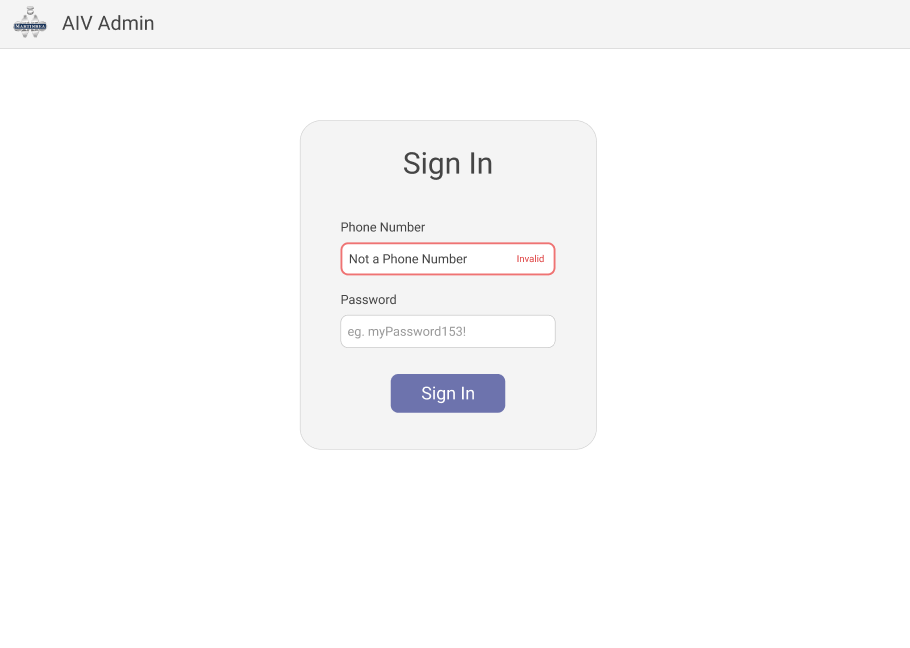 AIV Admin
Sign In
Phone Number
Not a Phone Number Invalid
Password
eg. myPassword153!
Sign In